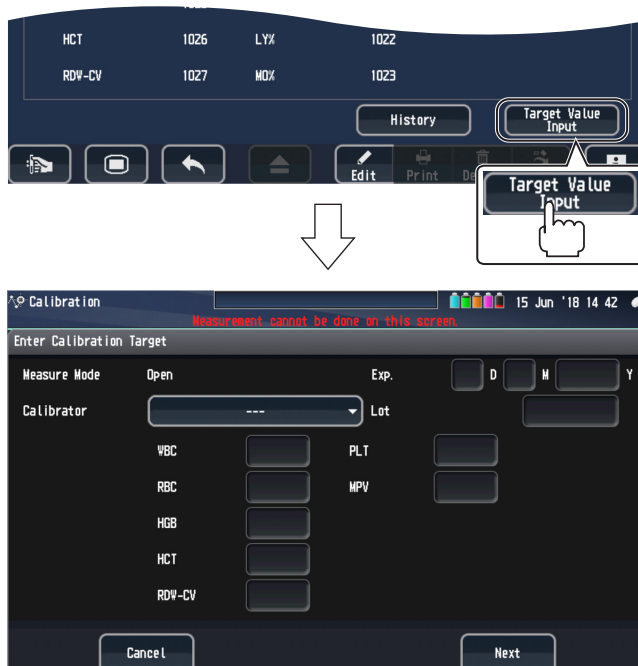 HCT 1026 LY% 1022
RDW-CV 1027 MO% 1023
History
Target Value
Input
Edit Print
Target Value
Input
Calibration 15 Jun '18 14 42
Measurement cannot be done on this screen.
Enter Calibration Target
Measure Mode Open Exp. D M Y
Calibrator --- Lot
WBC PLT
RBC MPV
HGB
HCT
RDW-CV
Cancel Next